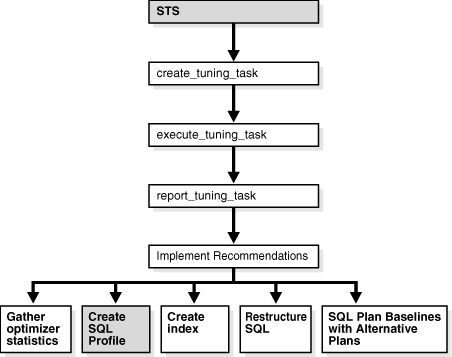 STS
create_tuning_task
execute_tuning_task
report_tuning_task
Implement Recommendations
Gather
optimizer
statistics
Create
SQL
Profile
Create
index
Restructure
SQL
SQL Plan Baselines
with Alternative
Plans